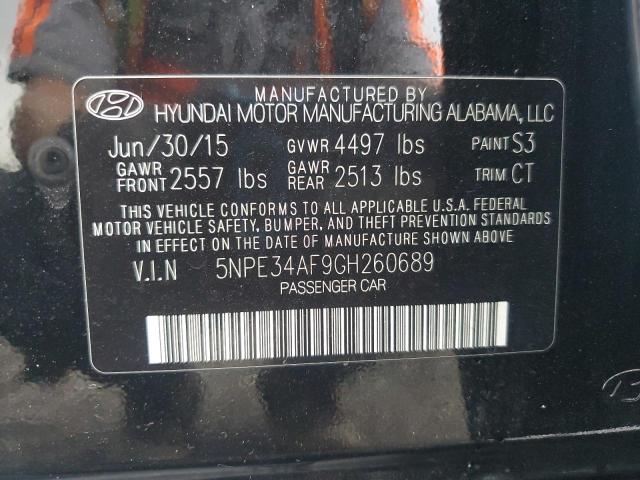 MANUFACTURED BY
HYUNDAI MOTOR MANUFACTURING ALABAMA, LLC
Jun/30/15 GVWR 4497 lbs PAINT S3
GAWR FRONT 2557 lbs GAWR REAR 2513 lbs TRIM CT
THIS VEHICLE CONFORMS TO ALL APPLICABLE U.S.A. FEDERAL
MOTOR VEHICLE SAFETY, BUMPER, AND THEFT PREVENTION STANDARDS
IN EFFECT ON THE DATE OF MANUFACTURE SHOWN ABOVE.
V.I.N 5NPE34AF9GH260689
PASSENGER CAR